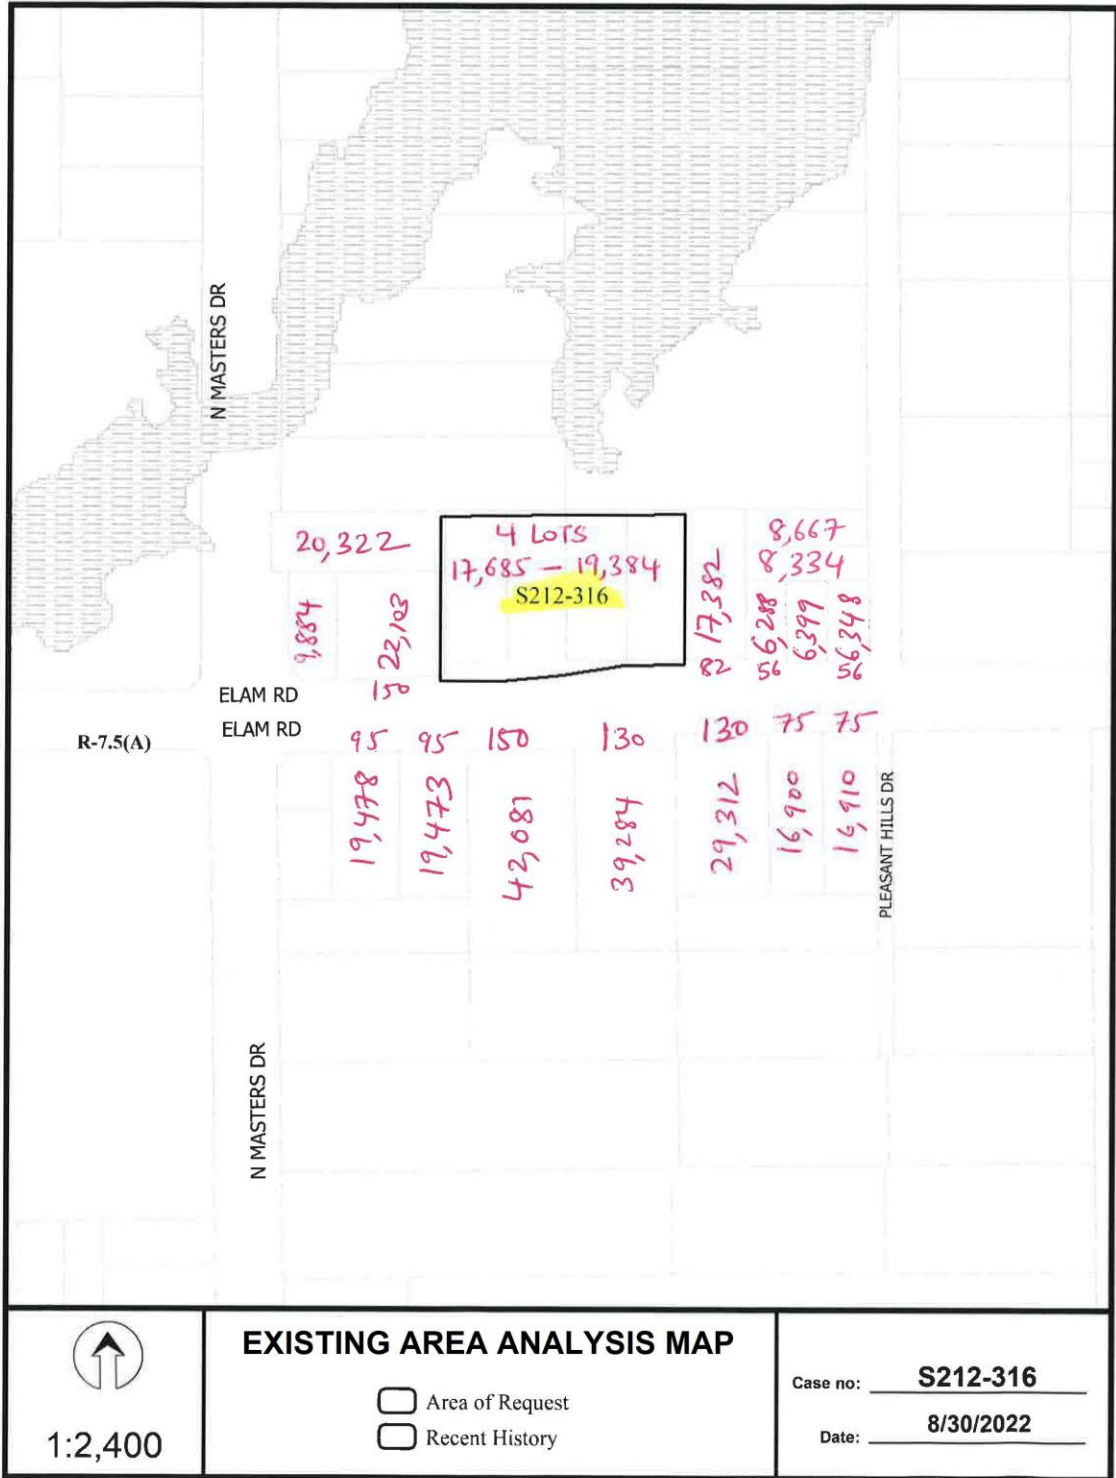 N MASTERS DR
20,322
4 LOTS
17,685 – 19,384
S212-316
8,667
8,334
9,884
22,103
150
17,382
82
6,288
56
6,399
6,348
56
ELAM RD
ELAM RD
R-7.5(A)
95
95
150
130
130
75
75
19,478
19,473
42,081
39,284
29,312
16,900
16,910
PLEASANT HILLS DR
N MASTERS DR
1:2,400
EXISTING AREA ANALYSIS MAP
Area of Request
Recent History
Case no: S212-316
Date: 8/30/2022